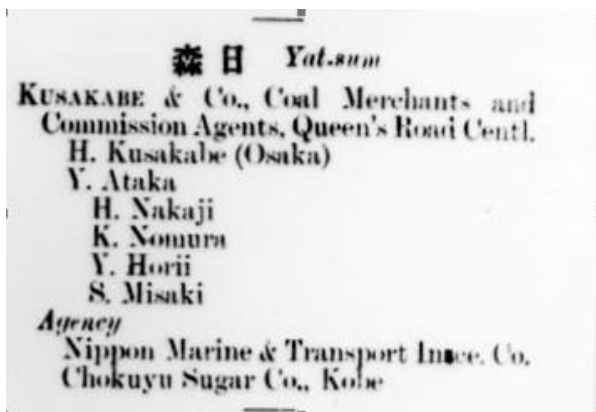 森日 Yat-sum
KUSAKABE & Co., Coal Merchants and
Commission Agents, Queen's Road Centl.
H. Kusakabe (Osaka)
Y. Ataka
H. Nakaji
K. Nomura
Y. Horii
S. Misaki
Agency
Nippon Marine & Transport Insce. Co.
Chokuyu Sugar Co., Kobe